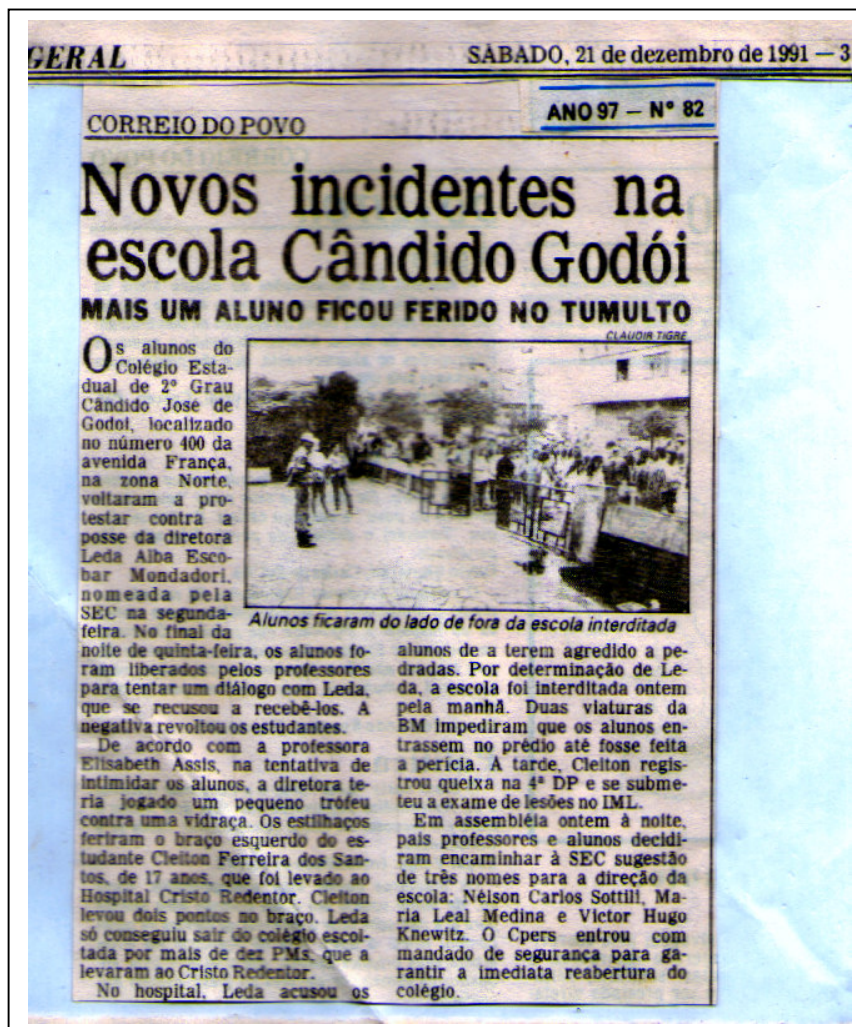 GERAL
SÁBADO, 21 de dezembro de 1991 — 3
ANO 97 — Nº 82
CORREIO DO POVO
Novos incidentes na
escola Cândido Godói
MAIS UM ALUNO FICOU FERIDO NO TUMULTO
CLAUDIR TIGRE
Os alunos do
Colégio Esta-
dual de 2º Grau
Cândido José de
Godoi, localizado
no número 400 da
avenida França,
na zona Norte,
voltaram a pro-
testar contra a
posse da diretora
Leda Alba Esco-
bar Mondadori,
nomeada pela
SEC na segunda-
feira. No final da
noite de quinta-feira, os alunos fo-
ram liberados pelos professores
para tentar um diálogo com Leda,
que se recusou a recebê-los. A
negativa revoltou os estudantes.
De acordo com a professora
Elisabeth Assis, na tentativa de
intimidar os alunos, a diretora te-
ria jogado um pequeno troféu
contra uma vidraça. Os estilhaços
feriram o braço esquerdo do es-
tudante Cleiton Ferreira dos San-
tos, de 17 anos, que foi levado ao
Hospital Cristo Redentor. Cleiton
levou dois pontos no braço. Leda
só conseguiu sair do colégio escol-
tada por mais de dez PMs, que a
levaram ao Cristo Redentor.
No hospital, Leda acusou os
Alunos ficaram do lado de fora da escola interditada
alunos de a terem agredido a pe-
dradas. Por determinação de Le-
da, a escola foi interditada ontem
pela manhã. Duas viaturas da
BM impediram que os alunos en-
trassem no prédio até fosse feita
a perícia. À tarde, Cleiton regis-
trou queixa na 4ª DP e se subme-
teu a exame de lesões no IML.
Em assembléia ontem à noite,
pais professores e alunos decidi-
ram encaminhar à SEC sugestão
de três nomes para a direção da
escola: Nélson Carlos Sottili, Ma-
ria Leal Medina e Victor Hugo
Knewitz. O Cpers entrou com
mandado de segurança para ga-
rantir a imediata reabertura do
colégio.